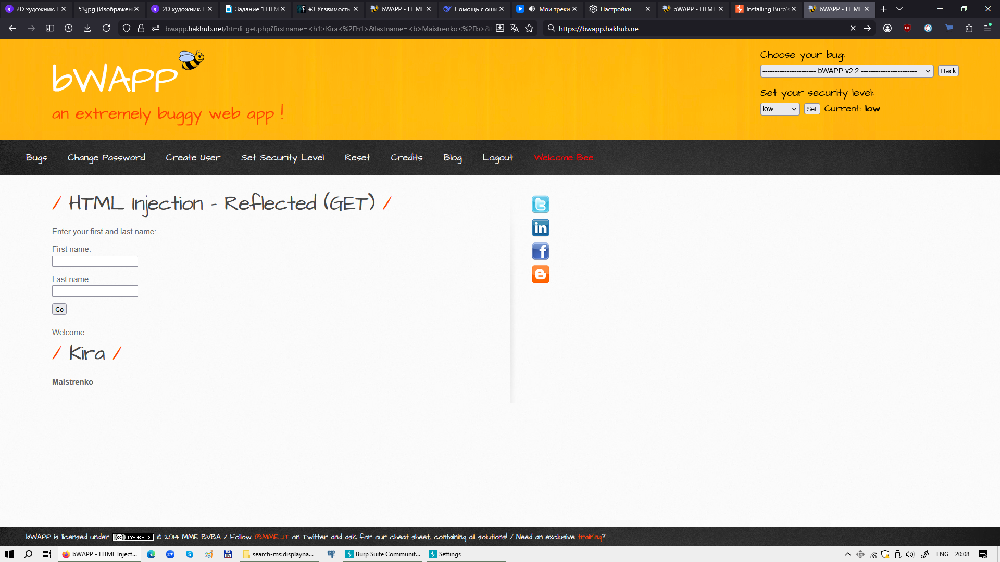 2D художник. Н
53.jpg (Изображен
2D художник. Н
Задание 1 HTM
#3 Уязвимость
bWAPP - HTML
Помощь с оши
Мои треки
Настройки
bWAPP - HTML
Installing Burp's
bWAPP - HTML
bwapp.hakhub.net/htmli_get.php?firstname=<h1>Kira<%2Fh1>&lastname=<b>Maistrenko<%2Fb>&
https://bwapp.hakhub.ne
bWAPP
an extremely buggy web app !
Choose your bug:
---------------------- bWAPP v2.2 -----------------------
Hack
Set your security level:
low
Set
Current: low
Bugs
Change Password
Create User
Set Security Level
Reset
Credits
Blog
Logout
Welcome Bee
/ HTML Injection - Reflected (GET) /
Enter your first and last name:
First name:
Last name:
Go
Welcome
/ Kira /
Maistrenko
bWAPP is licensed under (cc) BY-NC-ND © 2014 MME BVBA / Follow @MME_IT on Twitter and ask for our cheat sheet, containing all solutions! / Need an exclusive training?
bWAPP - HTML Inject...
zm
64
search-ms:displayna...
Burp Suite Communit...
Settings
ENG
20:08